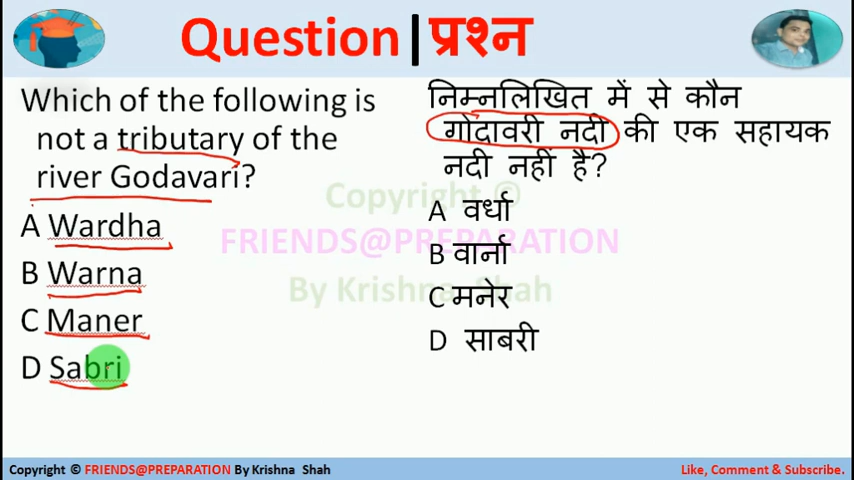 Question|प्रश्न
Which of the following is
not a tributary of the
river Godavari?
A Wardha
B Warna
C Maner
D Sabri
निम्नलिखित में से कौन
गोदावरी नदी की एक सहायक
नदी नहीं है?
A वर्धा
B वार्ना
C मनेर
D साबरी
Copyright ©
FRIENDS@PREPARATION
By Krishna Shah
Copyright © FRIENDS@PREPARATION By Krishna Shah
Like, Comment & Subscribe.